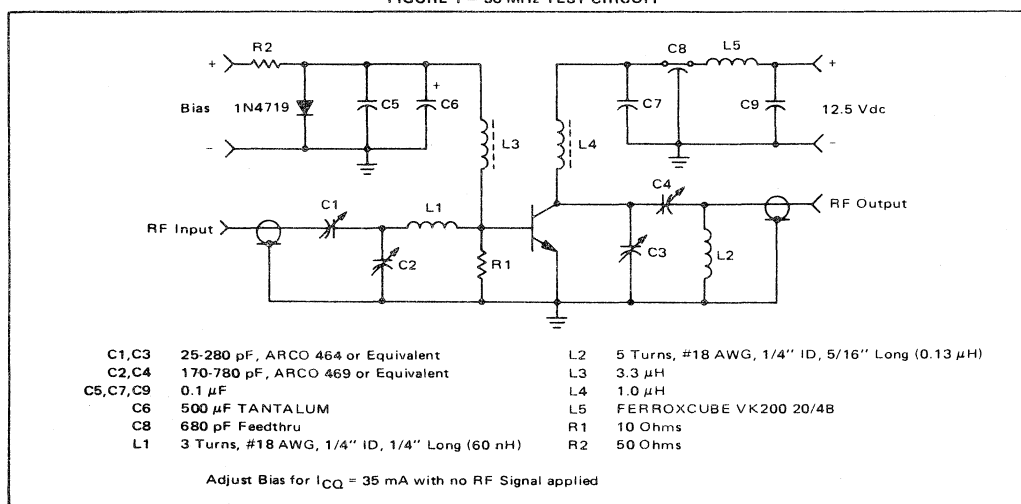 R2
C8
L5
+
+
+
Bias
1N4719
C5
C6
C7
C9
12.5 Vdc
-
-
L3
L4
C4
RF Output
C1
L1
RF Input
C2
R1
C3
L2
C1,C3 25-280 pF, ARCO 464 or Equivalent
C2,C4 170-780 pF, ARCO 469 or Equivalent
C5,C7,C9 0.1 μF
C6 500 μF TANTALUM
C8 680 pF Feedthru
L1 3 Turns, #18 AWG, 1/4'' ID, 1/4'' Long (60 nH)
L2 5 Turns, #18 AWG, 1/4'' ID, 5/16'' Long (0.13 μH)
L3 3.3 μH
L4 1.0 μH
L5 FERROXCUBE VK200 20/4B
R1 10 Ohms
R2 50 Ohms
Adjust Bias for ICQ = 35 mA with no RF Signal applied